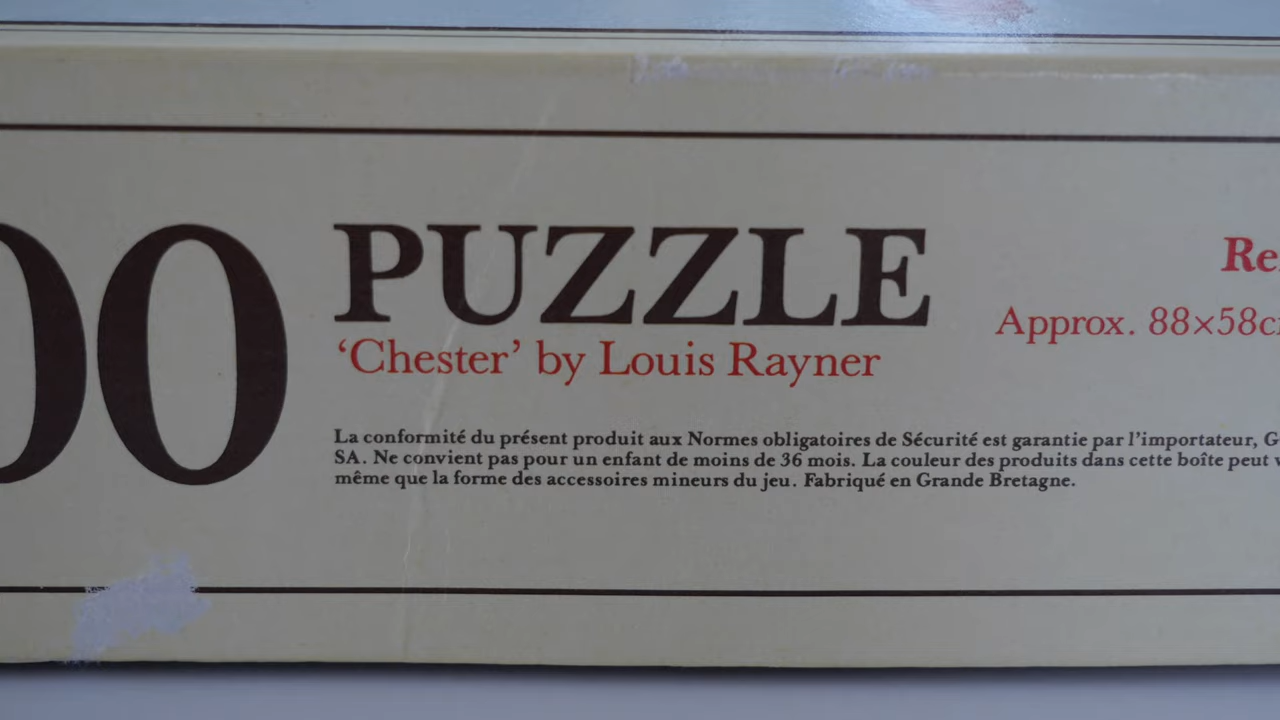 00 PUZZLE
‘Chester’ by Louis Rayner
Approx. 88×58c
La conformité du présent produit aux Normes obligatoires de Sécurité est garantie par l’importateur, G
SA. Ne convient pas pour un enfant de moins de 36 mois. La couleur des produits dans cette boîte peut
même que la forme des accessoires mineurs du jeu. Fabriqué en Grande Bretagne.